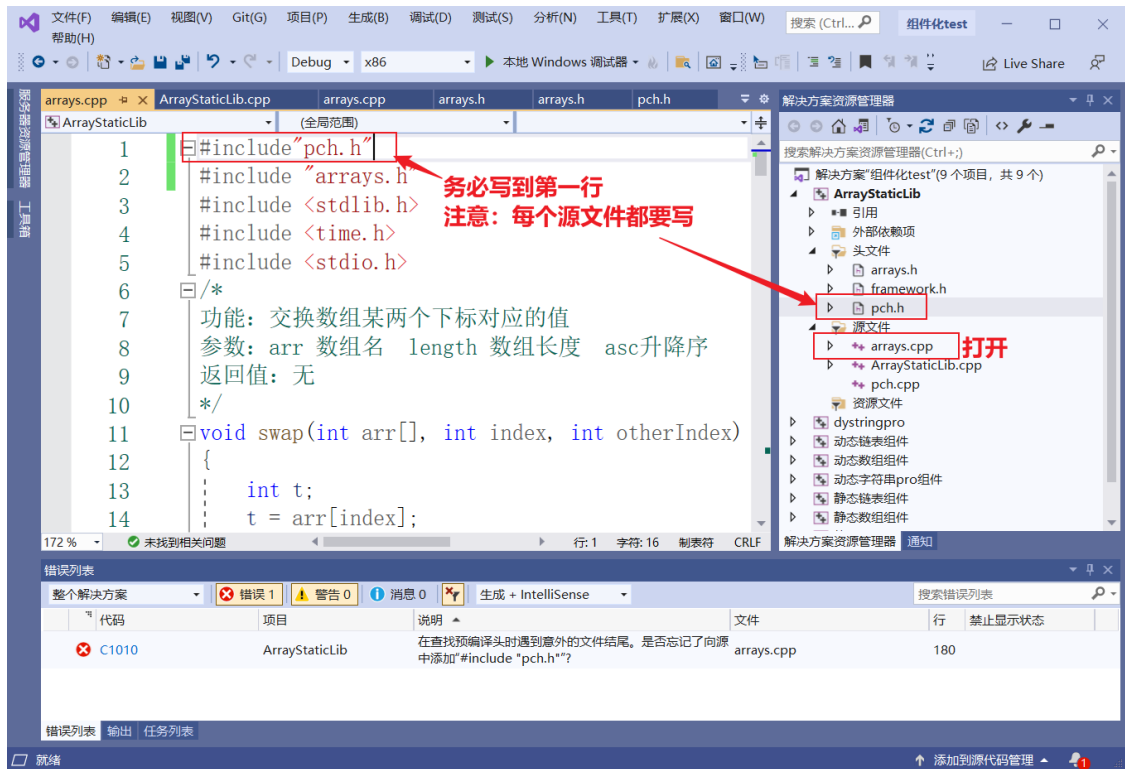 文件(F) 编辑(E) 视图(V) Git(G) 项目(P) 生成(B) 调试(D) 测试(S) 分析(N) 工具(T) 扩展(X) 窗口(W) 搜索 (Ctrl... 组件化test
帮助(H)
Debug x86 本地 Windows 调试器 Live Share
服务器资源管理器
工具箱
arrays.cpp ArrayStaticLib.cpp arrays.cpp arrays.h arrays.h pch.h
ArrayStaticLib (全局范围)
1 #include"pch.h"
2 #include "arrays.h"
3 #include <stdlib.h>
4 #include <time.h>
5 #include <stdio.h>
6 /*
7 功能：交换数组某两个下标对应的值
8 参数：arr 数组名 length 数组长度 asc升降序
9 返回值：无
10 */
11 void swap(int arr[], int index, int otherIndex)
12 {
13 int t;
14 t = arr[index];
务必写到第一行
注意：每个源文件都要写
172 % 未找到相关问题 行: 1 字符: 16 制表符 CRLF
解决方案资源管理器
搜索解决方案资源管理器(Ctrl+;)
解决方案"组件化test"(9 个项目，共 9 个)
ArrayStaticLib
引用
外部依赖项
头文件
arrays.h
framework.h
pch.h
源文件
arrays.cpp
打开
ArrayStaticLib.cpp
pch.cpp
资源文件
dystringpro
动态链表组件
动态数组组件
动态字符串pro组件
静态链表组件
静态数组组件
解决方案资源管理器 通知
错误列表
整个解决方案 错误 1 警告 0 消息 0 生成 + IntelliSense 搜索错误列表
代码 项目 说明 文件 行 禁止显示状态
C1010 ArrayStaticLib 在查找预编译头时遇到意外的文件结尾。是否忘记了向源 arrays.cpp 180
中添加"#include "pch.h""?
错误列表 输出 任务列表
就绪 添加到源代码管理 1